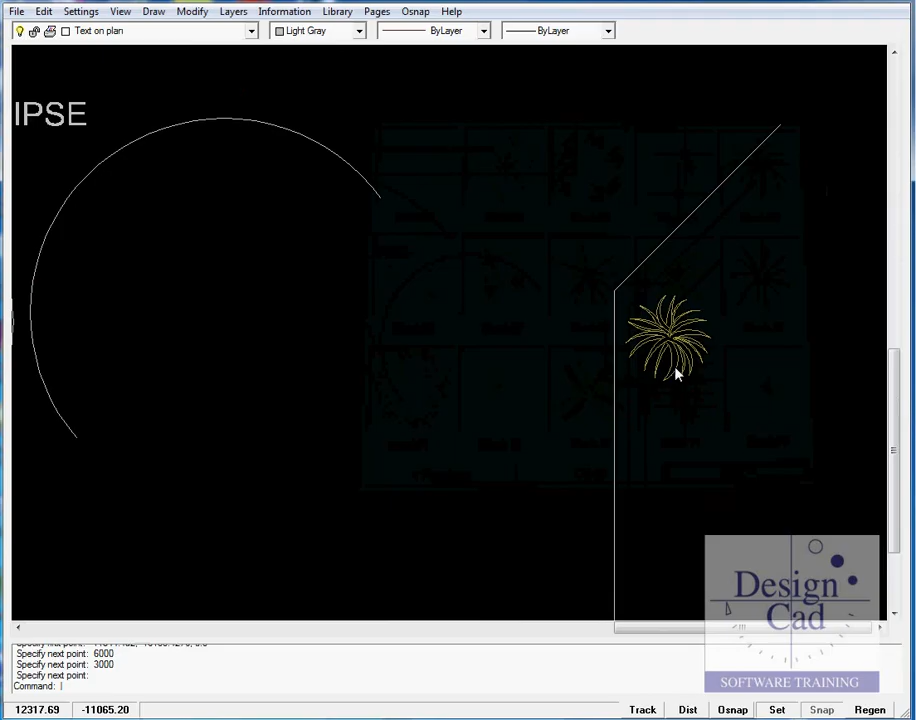 File Edit Settings View Draw Modify Layers Information Library Pages Osnap Help
Text on plan Light Gray ByLayer ByLayer
IPSE
Design
Cad
SOFTWARE TRAINING
Specify next point: 6000
Specify next point: 3000
Specify next point:
Command:
12317.69 -11065.20 Track Dist Osnap Set Snap Regen